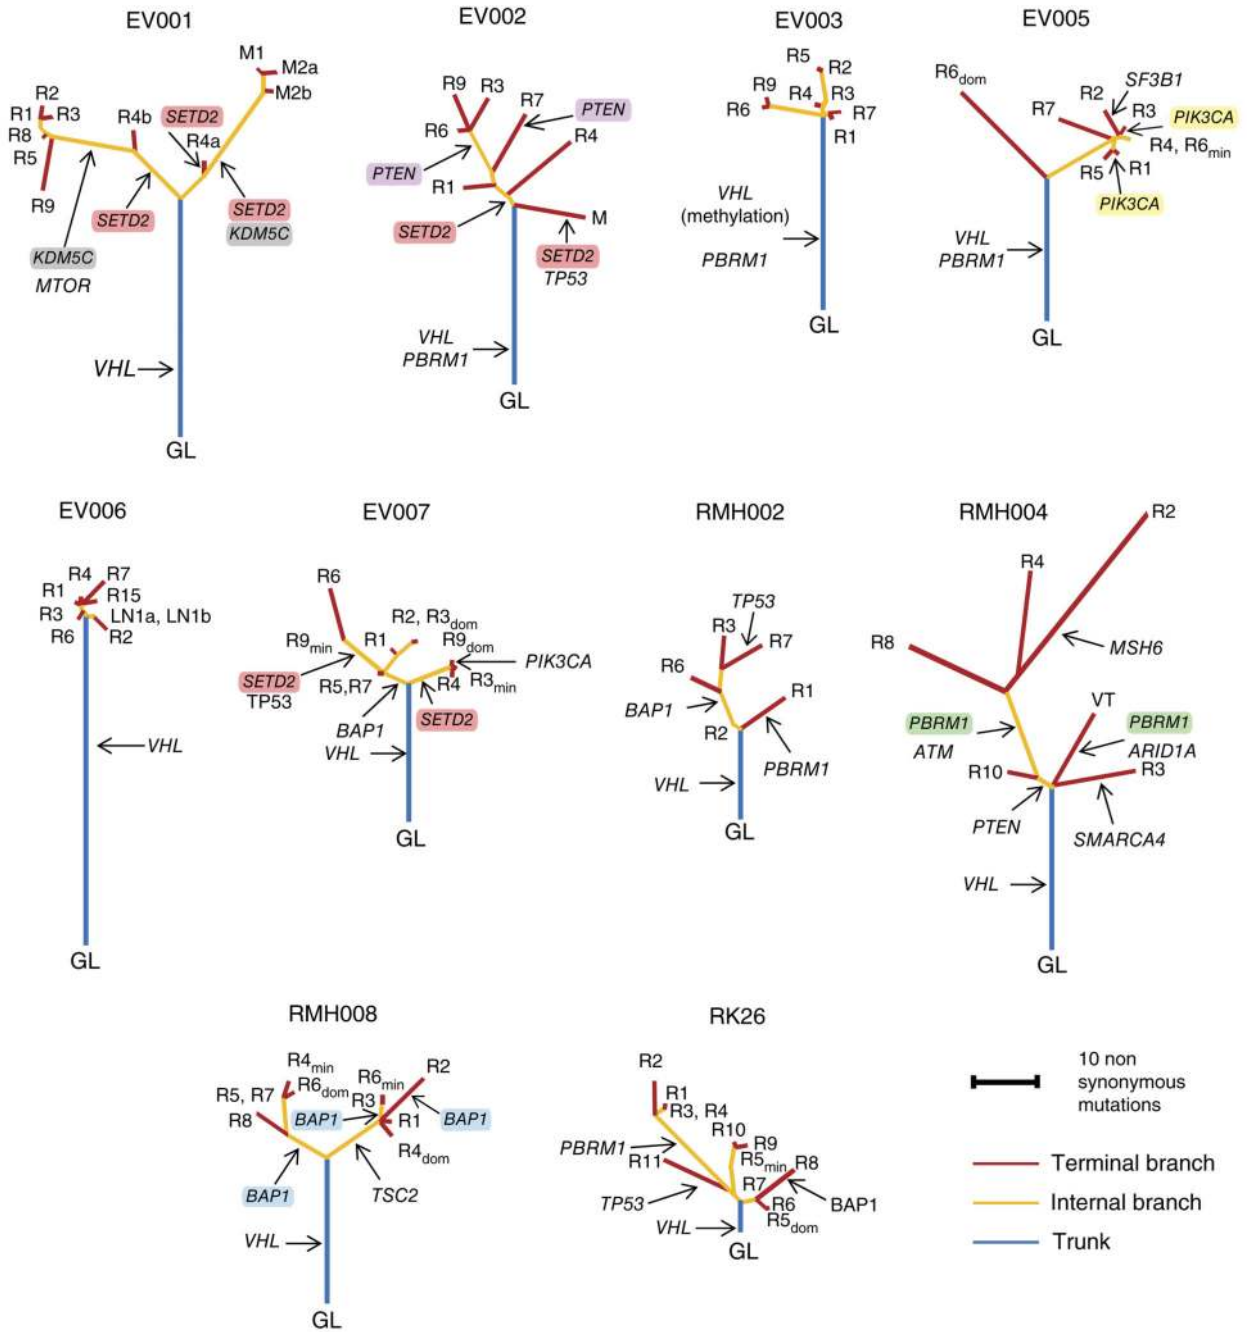 EV001
EV002
EV003
EV005
M1
M2a
M2b
R2
R1
R3
R8
R5
R9
R4b
SETD2
R4a
SETD2
SETD2
KDM5C
KDM5C
MTOR
VHL
GL
R9
R3
R7
PTEN
R6
R4
PTEN
R1
SETD2
M
SETD2
TP53
VHL
PBRM1
GL
R5
R2
R9
R4
R3
R6
R7
R1
VHL
(methylation)
PBRM1
GL
R6dom
SF3B1
R2
R3
PIK3CA
R7
R4, R6min
R5
R1
PIK3CA
VHL
PBRM1
GL
EV006
EV007
RMH002
RMH004
R4
R7
R1
R15
R3
LN1a, LN1b
R6
R2
VHL
GL
R6
R2, R3dom
R9min
R1
R9dom
PIK3CA
SETD2
TP53
R5,R7
R4
R3min
BAP1
SETD2
VHL
GL
TP53
R3
R7
R6
R1
BAP1
R2
PBRM1
VHL
GL
R2
R4
R8
MSH6
VT
PBRM1
ATM
PBRM1
ARID1A
R10
R3
PTEN
SMARCA4
VHL
GL
RMH008
RK26
R4min
R2
R5, R7
R6dom
R6min
R8
BAP1
R3
R1
BAP1
R4dom
BAP1
TSC2
VHL
GL
R2
R1
R3, R4
R10
R9
PBRM1
R5min
R8
R11
R7
TP53
R6
BAP1
R5dom
VHL
GL
10 non
synonymous
mutations
Terminal branch
Internal branch
Trunk